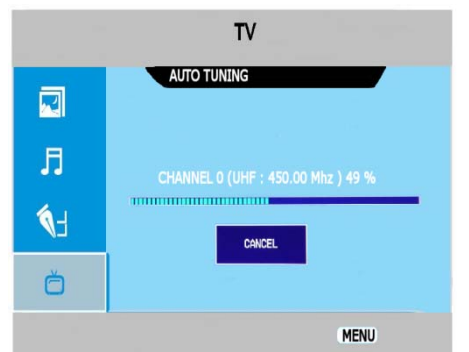 TV
AUTO TUNING
CHANNEL 0 (UHF : 450.00 Mhz ) 49 %
CANCEL
MENU